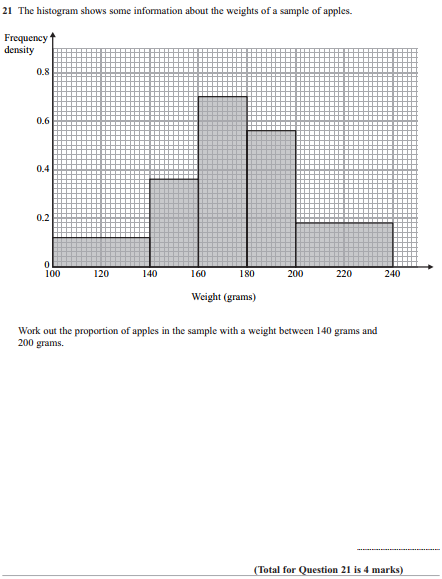 21 The histogram shows some information about the weights of a sample of apples.
Frequency
density
0.8
0.6
0.4
0.2
0
100 120 140 160 180 200 220 240
Weight (grams)
Work out the proportion of apples in the sample with a weight between 140 grams and
200 grams.
(Total for Question 21 is 4 marks)